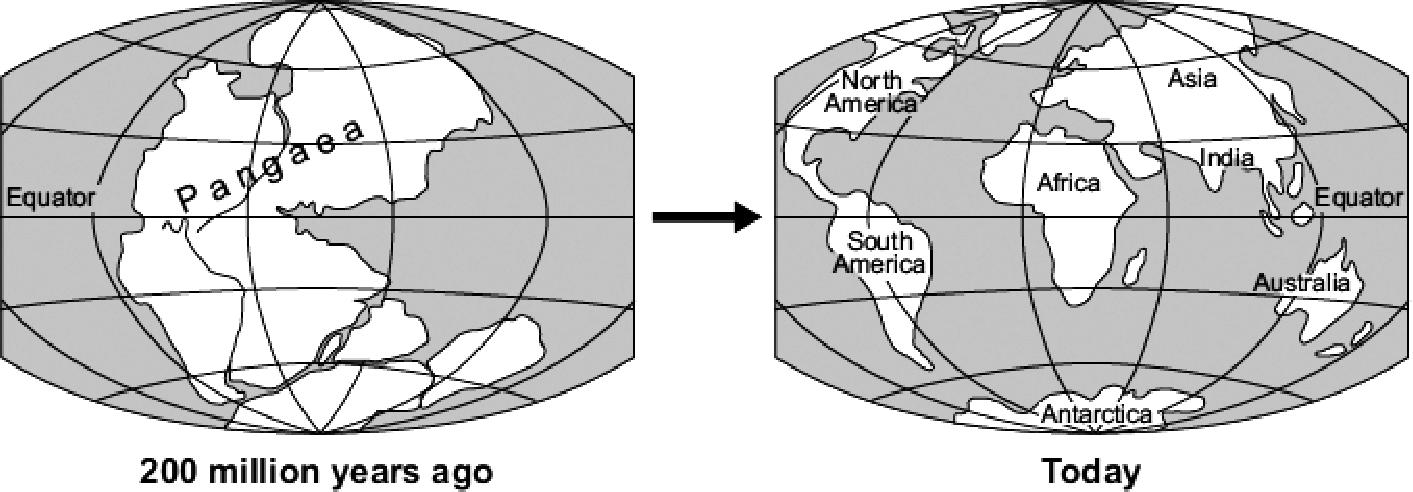 Pangaea
Equator
200 million years ago
North
America
Asia
India
Africa
Equator
South
America
Australia
Antarctica
Today